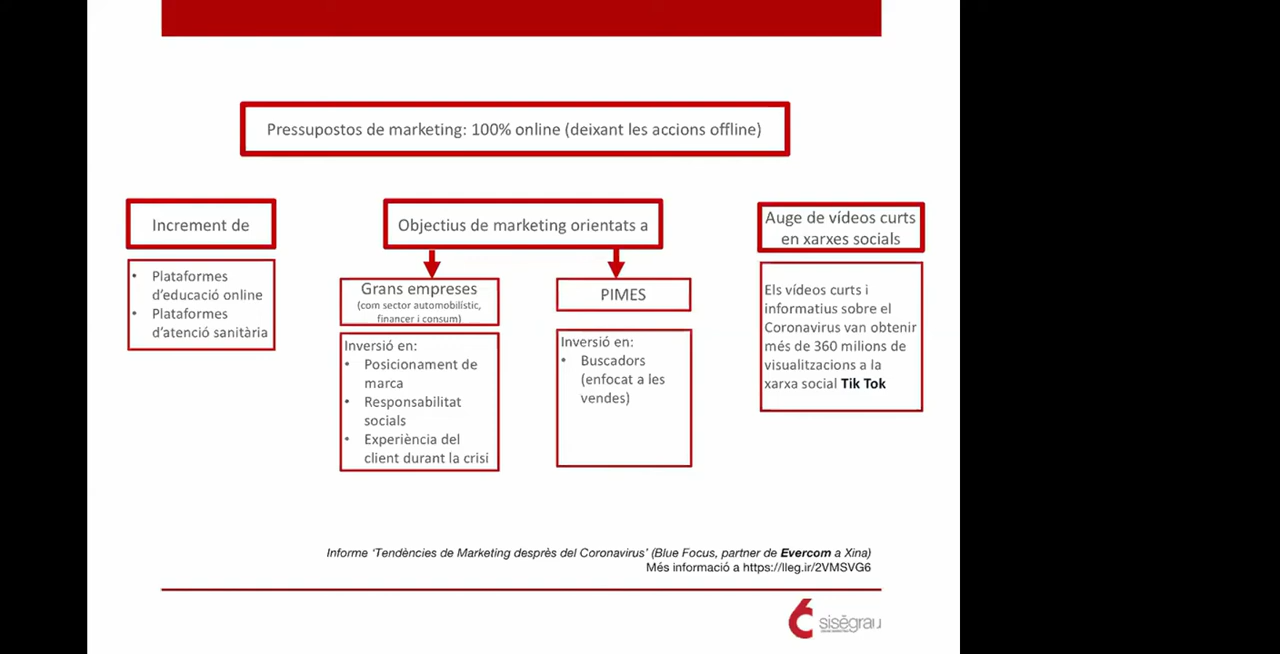 Pressupostos de marketing: 100% online (deixant les accions offline)
Increment de
• Plataformes
d'educació online
• Plataformes
d'atenció sanitària
Objectius de marketing orientats a
Grans empreses
(com sector automobilístic,
financer i consum)
Inversió en:
• Posicionament de
marca
• Responsabilitat
socials
• Experiència del
client durant la crisi
PIMES
Inversió en:
• Buscadors
(enfocat a les
vendes)
Auge de vídeos curts
en xarxes socials
Els vídeos curts i
informatius sobre el
Coronavirus van obtenir
més de 360 milions de
visualitzacions a la
xarxa social Tik Tok
Informe ‘Tendències de Marketing desprès del Coronavirus’ (Blue Focus, partner de Evercom a Xina)
Més informació a https://lleg.ir/2VMSVG6
6 sisēgrau